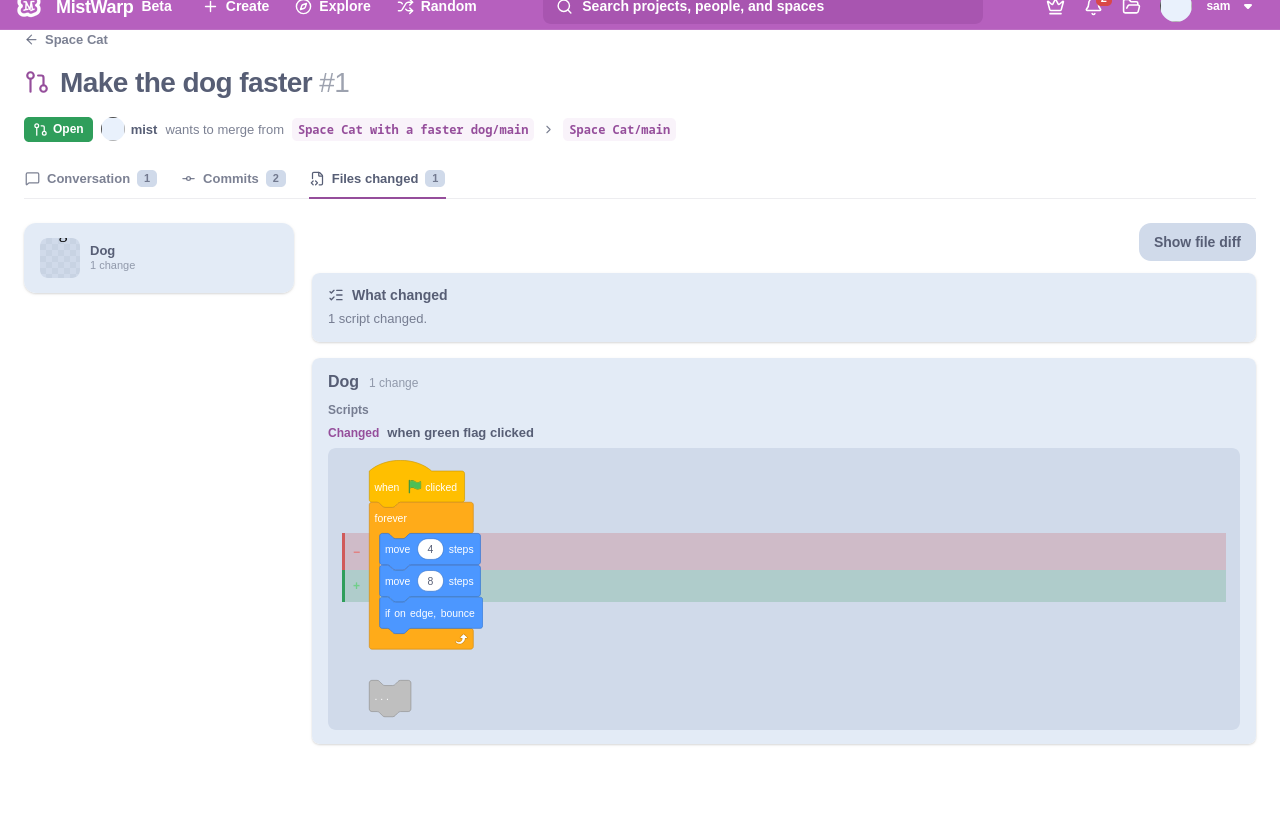 MistWarp Beta Create Explore Random Search projects, people, and spaces 2 sam
Space Cat
Make the dog faster #1
Open mist wants to merge from Space Cat with a faster dog/main Space Cat/main
Conversation 1 Commits 2 Files changed 1
Dog
1 change
Show file diff
What changed
1 script changed.
Dog 1 change
Scripts
Changed when green flag clicked
when clicked
forever
− move 4 steps
+ move 8 steps
if on edge, bounce
...